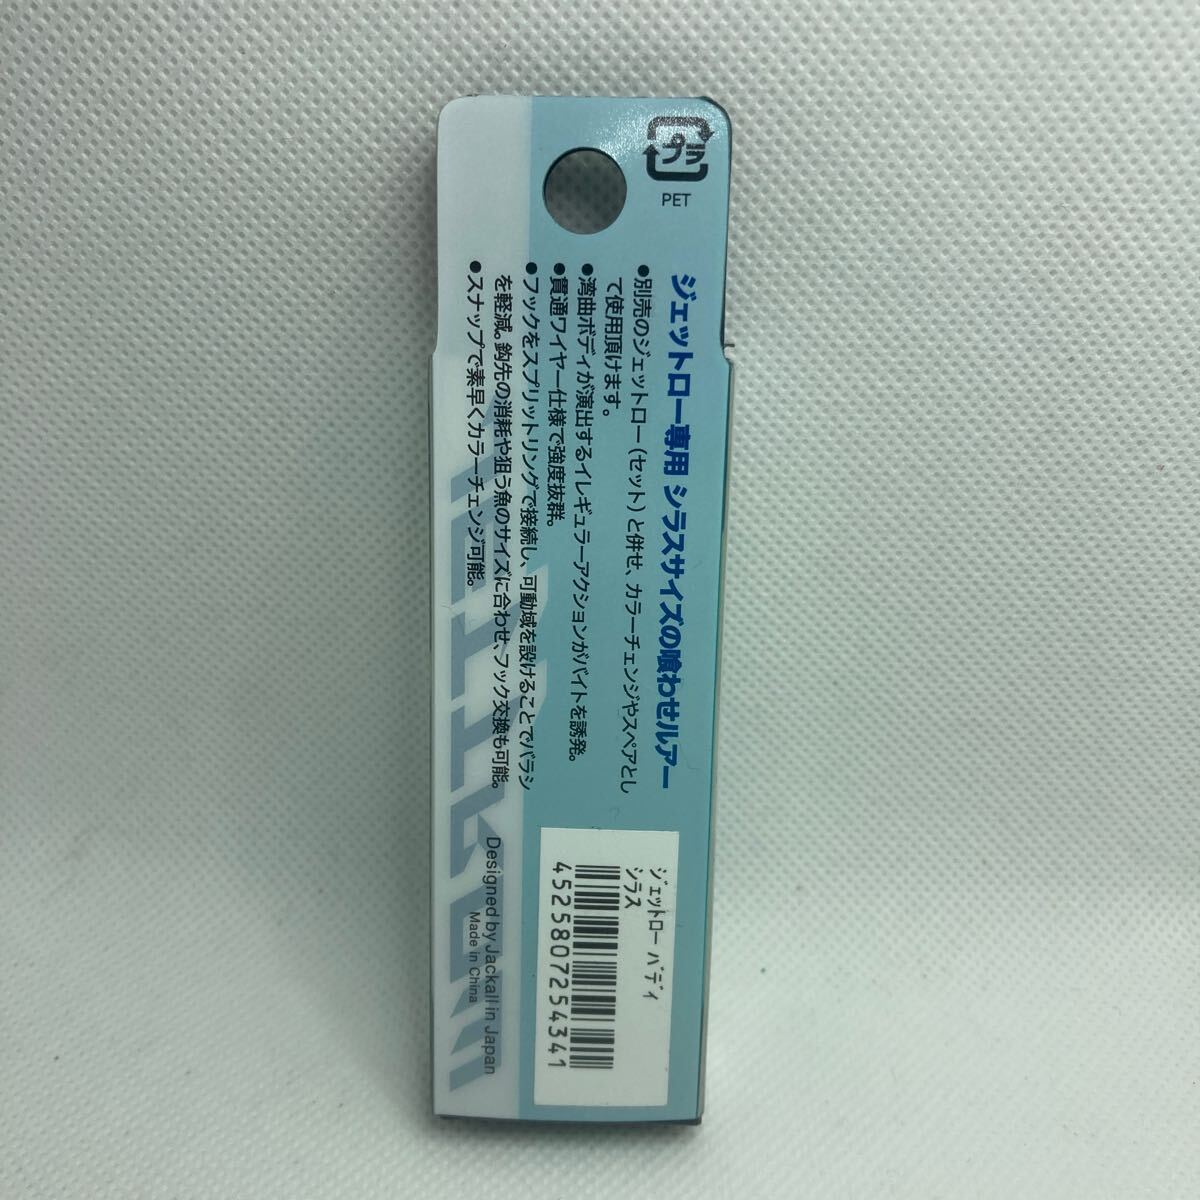 プラ
PET
ジェットロー専用 シラスサイズの喰わせルアー
●別売のジェットロー(セット)と併せ、カラーチェンジやスペアとし
て使用頂けます。
●湾曲ボディが演出するイレギュラーアクションがバイトを誘発。
●貫通ワイヤー仕様で強度抜群。
●フックをスプリットリングで接続し、可動域を設けることでバラシ
を軽減。鈎先の消耗や狙う魚のサイズに合わせ、フック交換も可能。
●スナップで素早くカラーチェンジ可能。
ジェットロー バディ
シラス
4525807254341
Designed by Jackall in Japan
Made in China